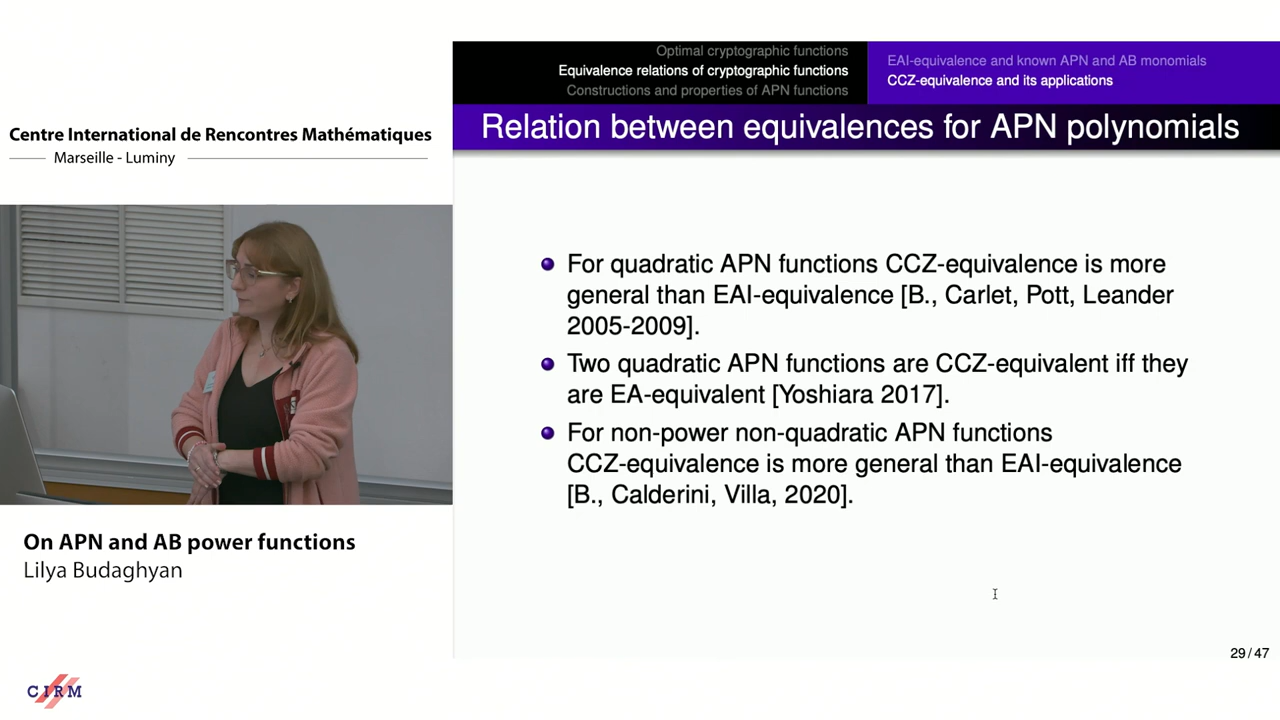 Centre International de Rencontres Mathématiques
Marseille - Luminy
On APN and AB power functions
Lilya Budaghyan
CIRM
Optimal cryptographic functions
Equivalence relations of cryptographic functions
Constructions and properties of APN functions
EAI-equivalence and known APN and AB monomials
CCZ-equivalence and its applications
Relation between equivalences for APN polynomials
For quadratic APN functions CCZ-equivalence is more
general than EAI-equivalence [B., Carlet, Pott, Leander
2005-2009].
Two quadratic APN functions are CCZ-equivalent iff they
are EA-equivalent [Yoshiara 2017].
For non-power non-quadratic APN functions
CCZ-equivalence is more general than EAI-equivalence
[B., Calderini, Villa, 2020].
29 / 47